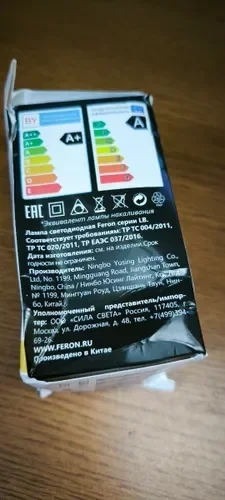 BY
A++
A+
A
A+
A
EAC
*Эквивалент лампы накаливания
Лампа светодиодная Feron серии LB.
Соответствует требованиям: ТР ТС 004/2011,
ТР ТС 020/2011, ТР ЕАЭС 037/2016.
Дата изготовления: см. на изделии.Срок
годности не ограничен.
Производитель: Ningbo Yusing Lighting Co.,
Ltd, No. 1199, Mingguang Road, Jiangshan Town,
Ningbo, China / Нинбо Юсинг Лайтинг, Ко., Лтд
№ 1199, Мингуан Роуд, Цзяншань Таун, Нин-
бо, Китай.
Уполномоченный представитель/импор-
тер: ООО «СИЛА СВЕТА» Россия, 117405, г.
Москва, ул. Дорожная, д. 48, тел. +7(499)394-
69-26.
WWW.FERON.RU
Произведено в Китае